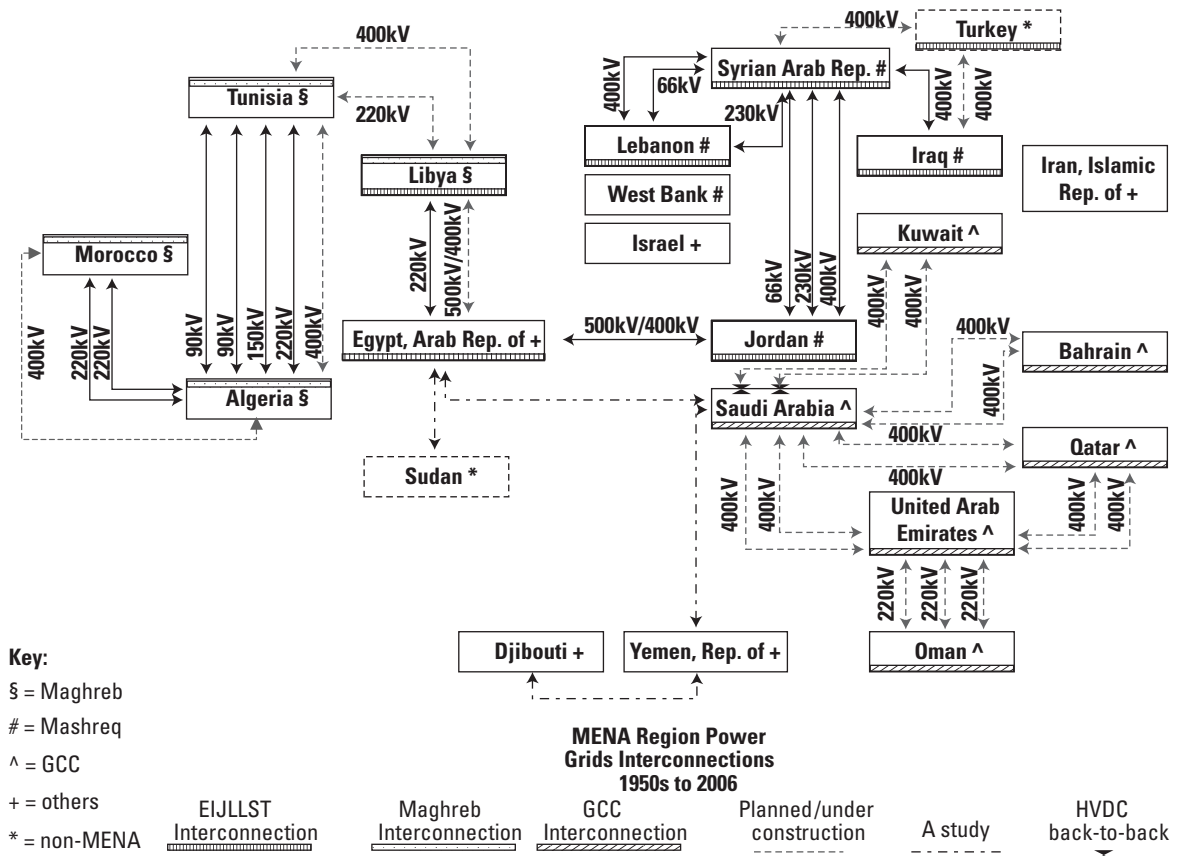 400kV
Turkey *
400kV
Syrian Arab Rep. #
400kV
66kV
230kV
400kV
400kV
Tunisia §
220kV
Lebanon #
Iraq #
Iran, Islamic
Rep. of +
Libya §
West Bank #
Israel +
Kuwait ^
Morocco §
220kV
500kV/400kV
66kV
230kV
400kV
400kV
400kV
400kV
220kV
220kV
90kV
90kV
150kV
220kV
400kV
Egypt, Arab Rep. of +
500kV/400kV
Jordan #
400kV
Bahrain ^
400kV
Algeria §
Saudi Arabia ^
400kV
Qatar ^
400kV
Sudan *
400kV
400kV
United Arab
Emirates ^
400kV
400kV
220kV
220kV
220kV
Djibouti +
Yemen, Rep. of +
Oman ^
Key:
§ = Maghreb
# = Mashreq
^ = GCC
+ = others
* = non-MENA
MENA Region Power
Grids Interconnections
1950s to 2006
EIJLLST
Interconnection
Maghreb
Interconnection
GCC
Interconnection
Planned/under
construction
A study
HVDC
back-to-back